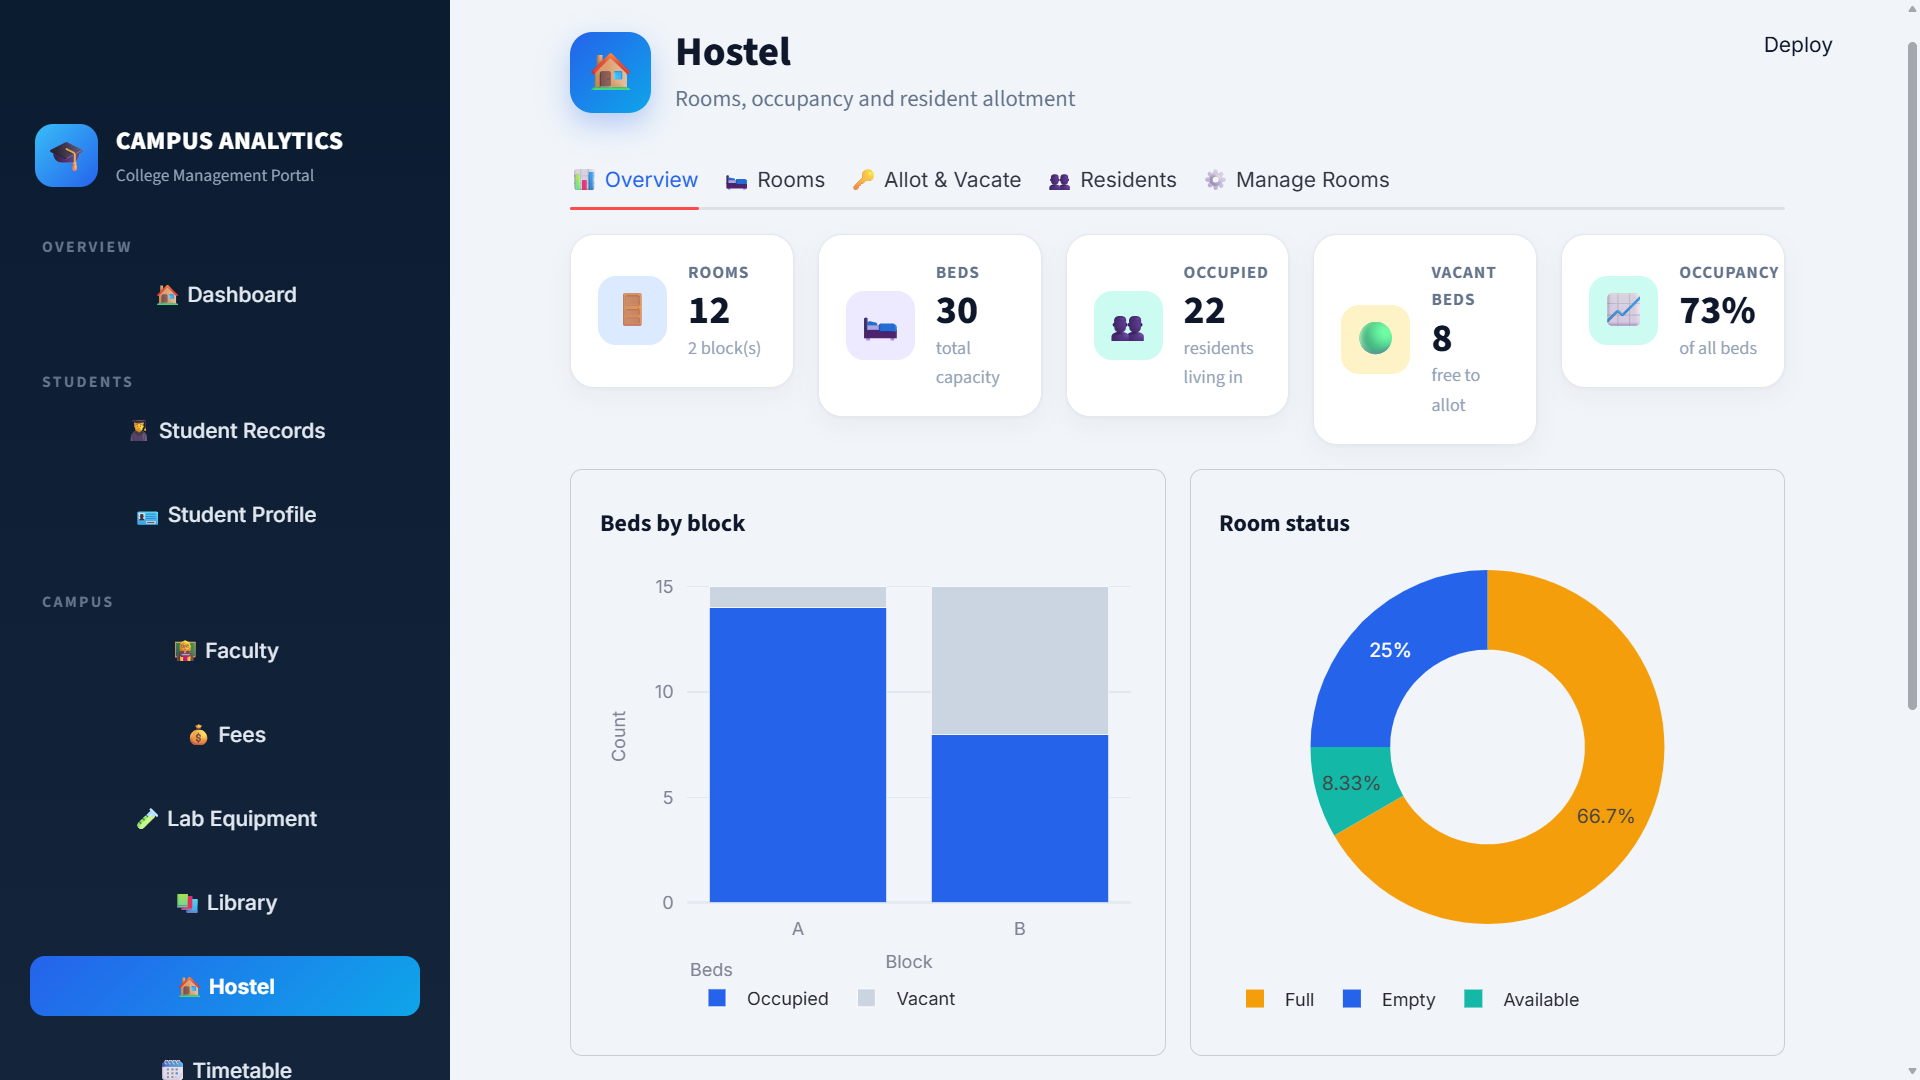 CAMPUS ANALYTICS
College Management Portal
OVERVIEW
Dashboard
STUDENTS
Student Records
Student Profile
CAMPUS
Faculty
Fees
Lab Equipment
Library
Hostel
Timetable
Deploy
Hostel
Rooms, occupancy and resident allotment
Overview
Rooms
Allot & Vacate
Residents
Manage Rooms
ROOMS
12
2 block(s)
BEDS
30
total
capacity
OCCUPIED
22
residents
living in
VACANT
BEDS
8
free to
allot
OCCUPANCY
73%
of all beds
Beds by block
15
10
5
0
Count
A
B
Block
Beds
Occupied
Vacant
Room status
25%
8.33%
66.7%
Full
Empty
Available